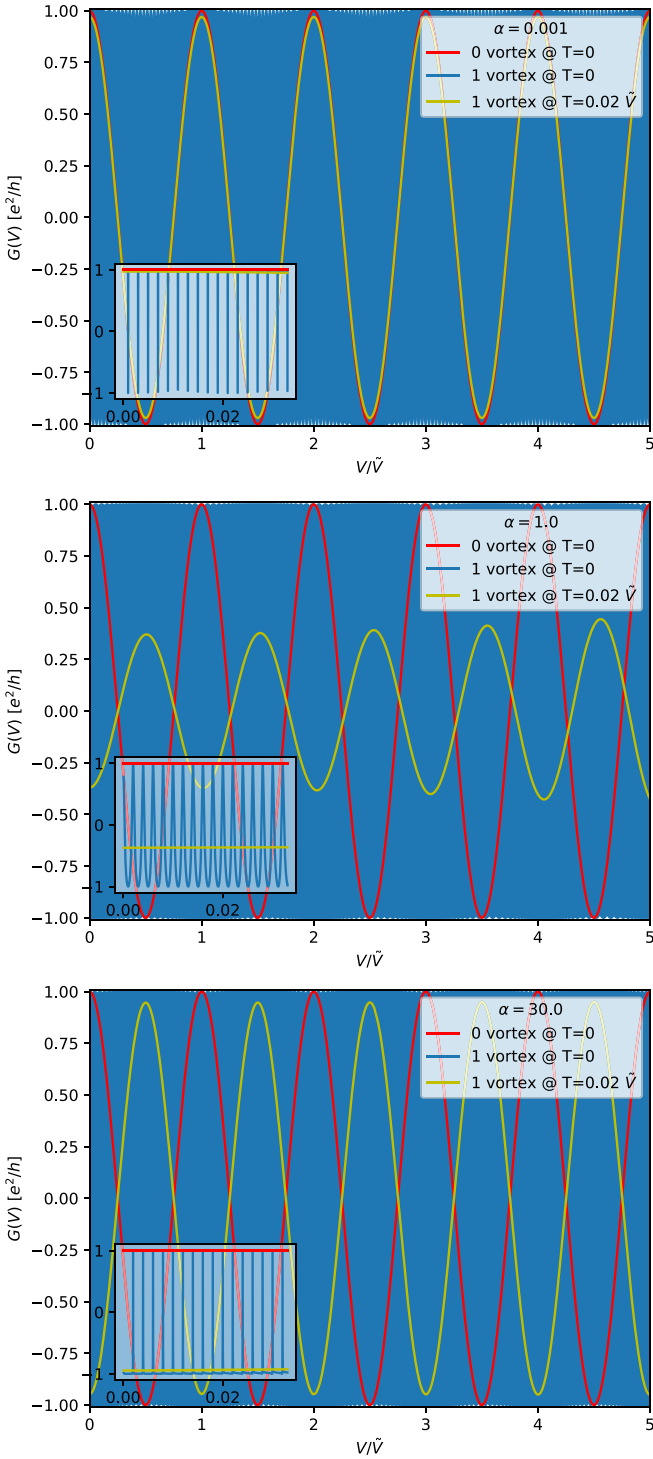 1.00
0.75
0.50
0.25
0.00
−0.25
−0.50
−0.75
−1.00
G(V) [e²/h]
α = 0.001
0 vortex @ T=0
1 vortex @ T=0
1 vortex @ T=0.02 Ṽ
1
0
−1
0.00 0.02
0 1 2 3 4 5
V/Ṽ
1.00
0.75
0.50
0.25
0.00
−0.25
−0.50
−0.75
−1.00
G(V) [e²/h]
α = 1.0
0 vortex @ T=0
1 vortex @ T=0
1 vortex @ T=0.02 Ṽ
1
0
−1
0.00 0.02
0 1 2 3 4 5
V/Ṽ
1.00
0.75
0.50
0.25
0.00
−0.25
−0.50
−0.75
−1.00
G(V) [e²/h]
α = 30.0
0 vortex @ T=0
1 vortex @ T=0
1 vortex @ T=0.02 Ṽ
1
0
−1
0.00 0.02
0 1 2 3 4 5
V/Ṽ